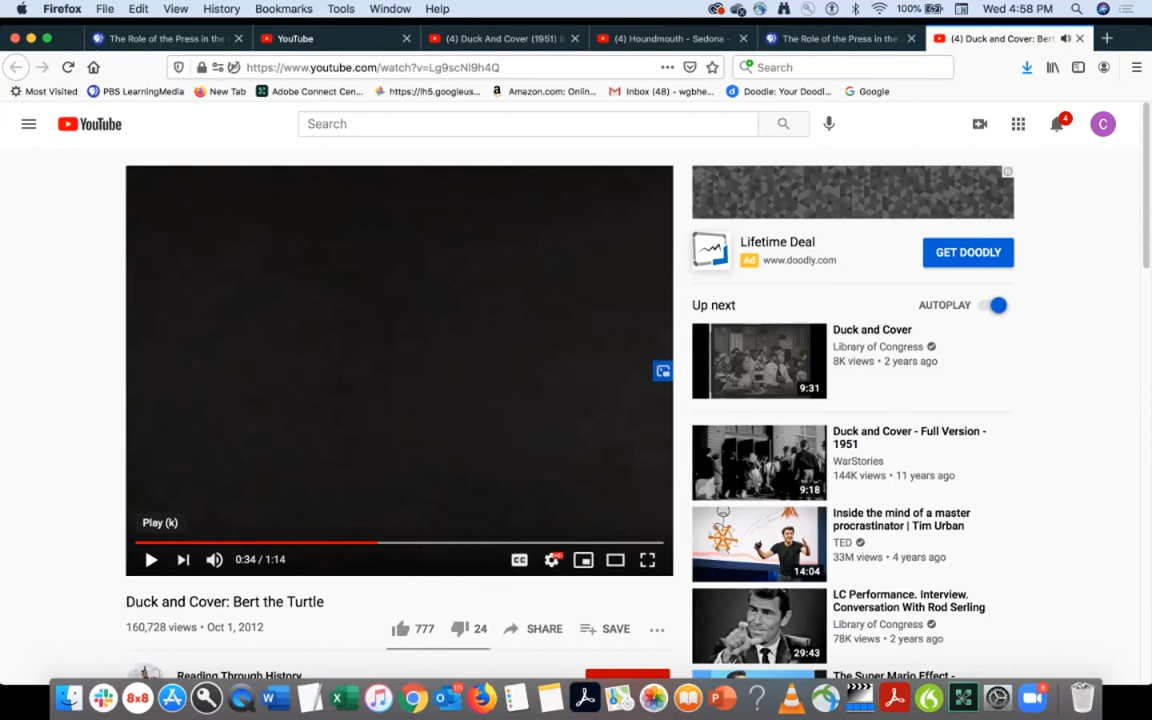 Firefox File Edit View History Bookmarks Tools Window Help 100% Wed 4:58 PM
The Role of the Press in the
YouTube
(4) Duck And Cover (1951) B
(4) Houndmouth - Sedona -
The Role of the Press in the
(4) Duck and Cover: Bert
https://www.youtube.com/watch?v=Lg9scNl9h4Q
Search
Most Visited PBS LearningMedia New Tab Adobe Connect Cen... https://lh5.googleus... Amazon.com: Onlin... Inbox (48) - wgbhe... Doodle: Your Doodl... Google
YouTube
Search
4
C
Lifetime Deal
Ad www.doodly.com
GET DOODLY
Up next
AUTOPLAY
Duck and Cover
Library of Congress
8K views • 2 years ago
9:31
Duck and Cover - Full Version -
1951
WarStories
144K views • 11 years ago
9:18
Inside the mind of a master
procrastinator | Tim Urban
TED
33M views • 4 years ago
14:04
LC Performance. Interview.
Conversation With Rod Serling
Library of Congress
78K views • 2 years ago
29:43
The Super Mario Effect -
Play (k)
0:34 / 1:14
CC
Duck and Cover: Bert the Turtle
160,728 views • Oct 1, 2012
777 24 SHARE SAVE
Reading Through History
8x8